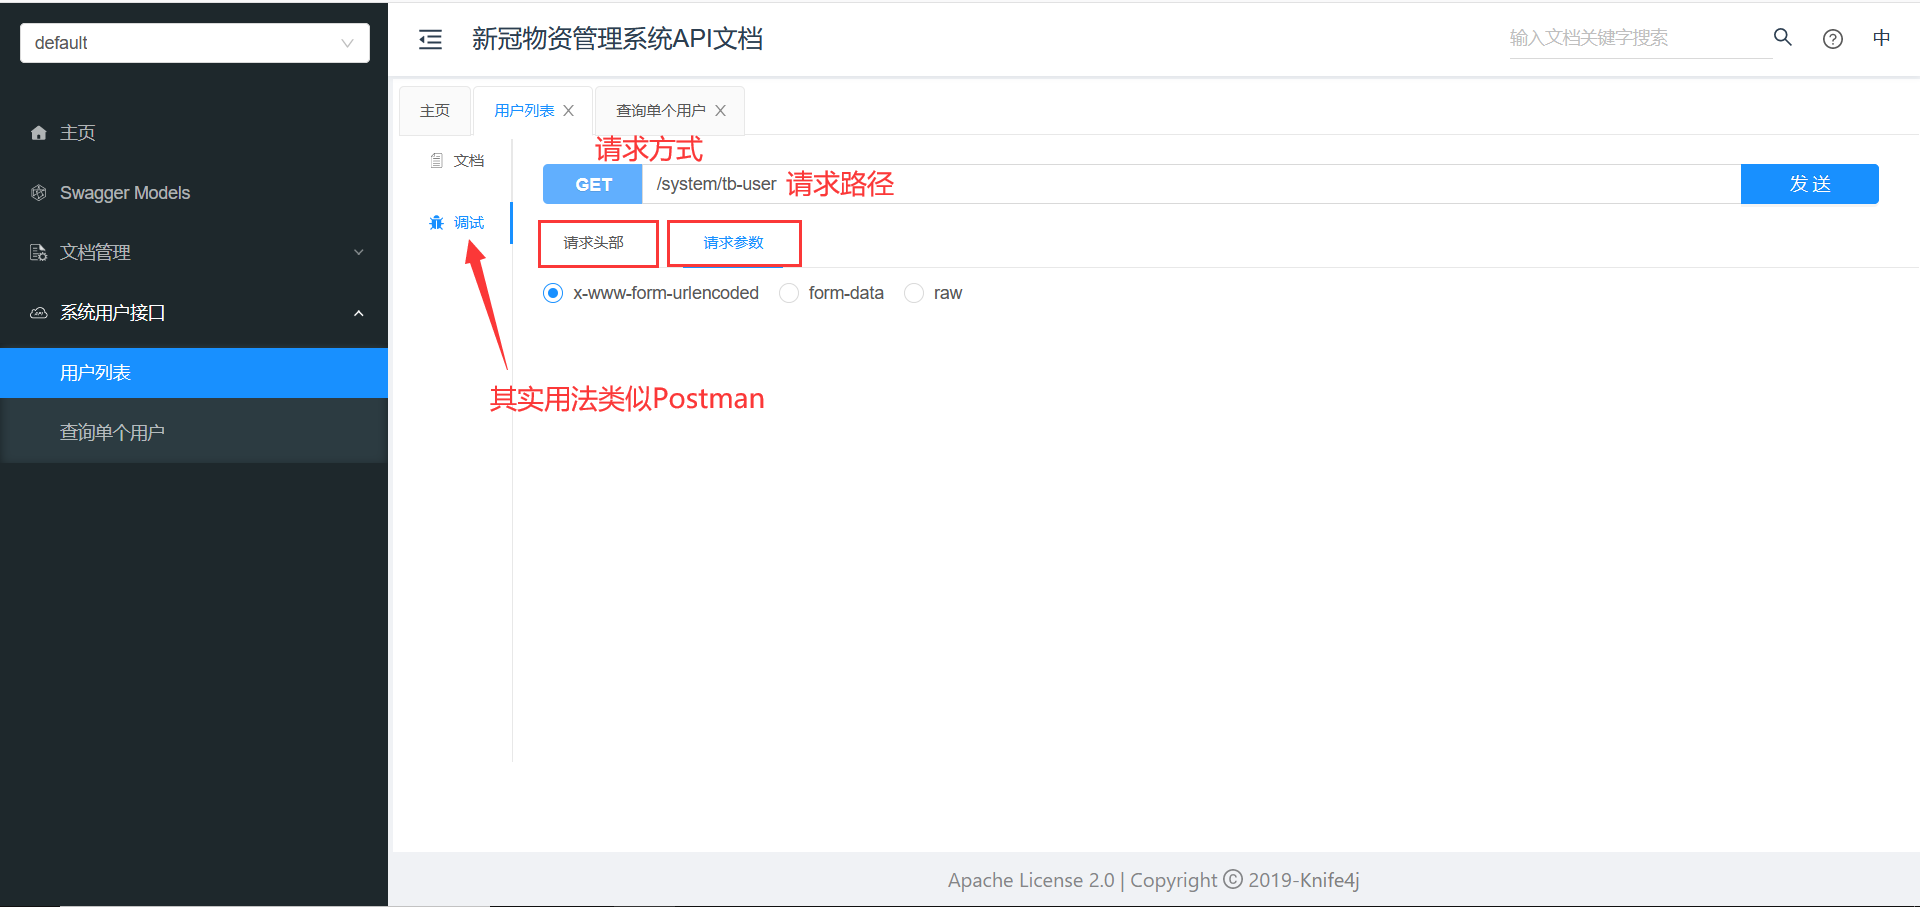 default
新冠物资管理系统API文档
输入文档关键字搜索
中
主页
Swagger Models
文档管理
系统用户接口
用户列表
查询单个用户
主页
用户列表
查询单个用户
文档
调试
请求方式
GET
/system/tb-user
请求路径
发 送
请求头部
请求参数
x-www-form-urlencoded
form-data
raw
其实用法类似Postman
Apache License 2.0 | Copyright © 2019-Knife4j